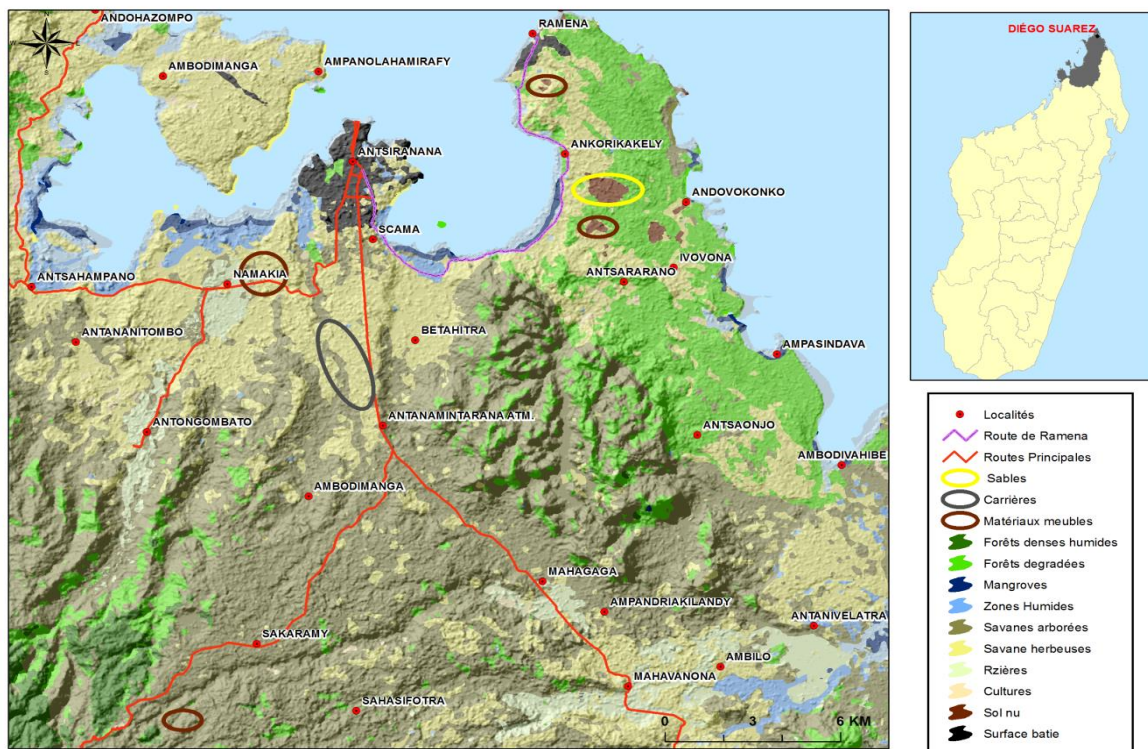 ANDOHAZOMPO
RAMENA
AMBODIMANGA
AMPANOLAHAMIRAFY
ANTSIRANANA
ANKORIKAKELY
ANDOVOKONKO
SCAMA
IVOVONA
ANTSAHAMPANO
NAMAKIA
ANTSARARANO
ANTANANITOMBO
BETAHITRA
AMPASINDAVA
ANTONGOMBATO
ANTANAMINTARANA ATM.
ANTSAONJO
AMBODIVAHIBE
AMBODIMANGA
MAHAGAGA
AMPANDRIAKILANDY
ANTANIVELATRA
SAKARAMY
AMBILO
MAHAVANONA
SAHASIFOTRA
0 3 6 KM
DIÉGO SUAREZ
Localités
Route de Ramena
Routes Principales
Sables
Carrières
Matériaux meubles
Forêts denses humides
Forêts degradées
Mangroves
Zones Humides
Savanes arborées
Savane herbeuses
Rzières
Cultures
Sol nu
Surface batie